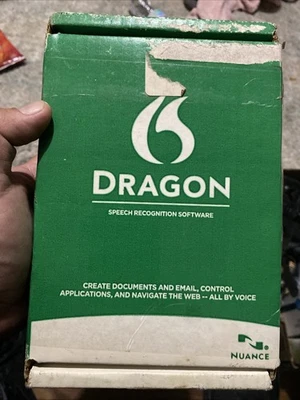 DRAGON
SPEECH RECOGNITION SOFTWARE
CREATE DOCUMENTS AND EMAIL, CONTROL
APPLICATIONS, AND NAVIGATE THE WEB -- ALL BY VOICE
NUANCE